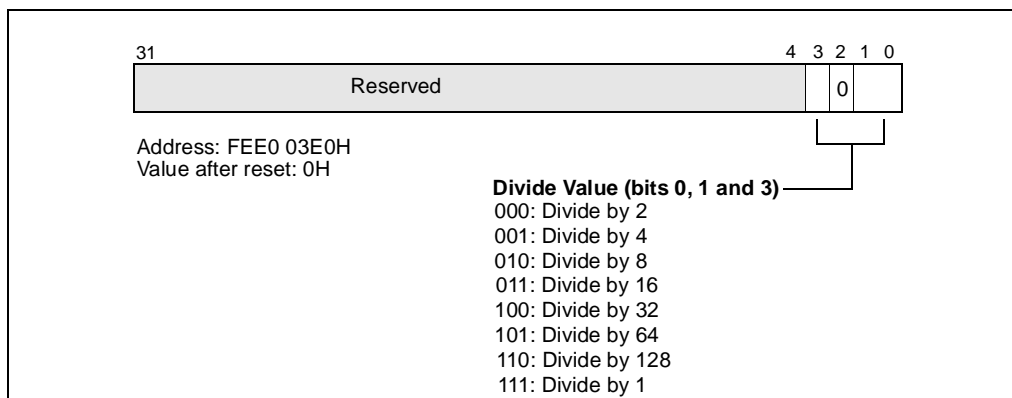 31 4 3 2 1 0
Reserved 0
Address: FEE0 03E0H
Value after reset: 0H
Divide Value (bits 0, 1 and 3)
000: Divide by 2
001: Divide by 4
010: Divide by 8
011: Divide by 16
100: Divide by 32
101: Divide by 64
110: Divide by 128
111: Divide by 1